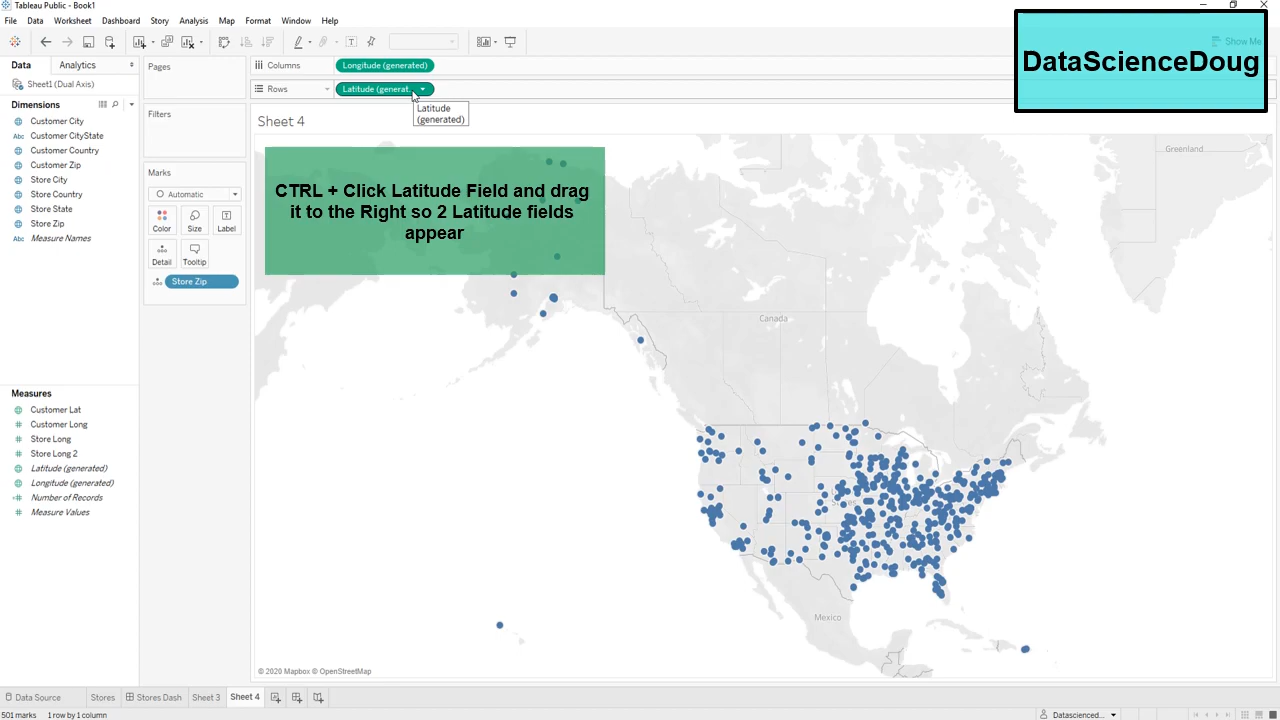 Tableau Public - Book1
File Data Worksheet Dashboard Story Analysis Map Format Window Help
Show Me
DataScienceDoug
Data Analytics
Sheet1 (Dual Axis)
Dimensions
Customer City
Abc Customer CityState
Customer Country
Customer Zip
Store City
Store Country
Store State
Store Zip
Abc Measure Names
Measures
Customer Lat
Customer Long
Store Long
Store Long 2
Latitude (generated)
Longitude (generated)
Number of Records
Measure Values
Pages
Filters
Marks
Automatic
Color Size Label
Detail Tooltip
Store Zip
Columns Longitude (generated)
Rows Latitude (generat..
Latitude
(generated)
Sheet 4
CTRL + Click Latitude Field and drag
it to the Right so 2 Latitude fields
appear
Greenland
Canada
Mexico
© 2020 Mapbox © OpenStreetMap
Data Source Stores Stores Dash Sheet 3 Sheet 4
501 marks 1 row by 1 column
Datascienced...